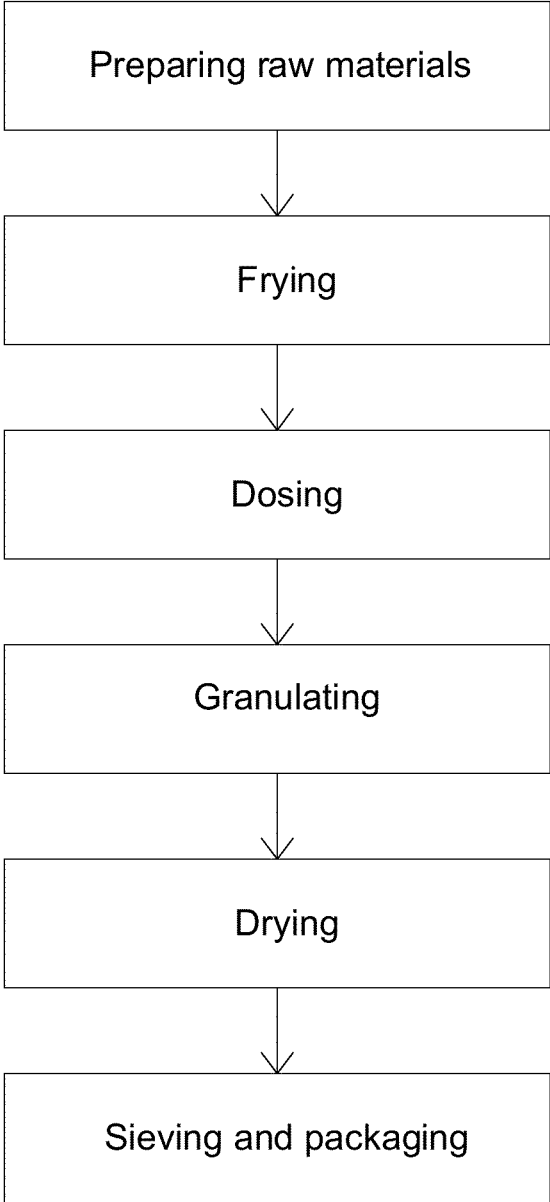 Preparing raw materials
Frying
Dosing
Granulating
Drying
Sieving and packaging